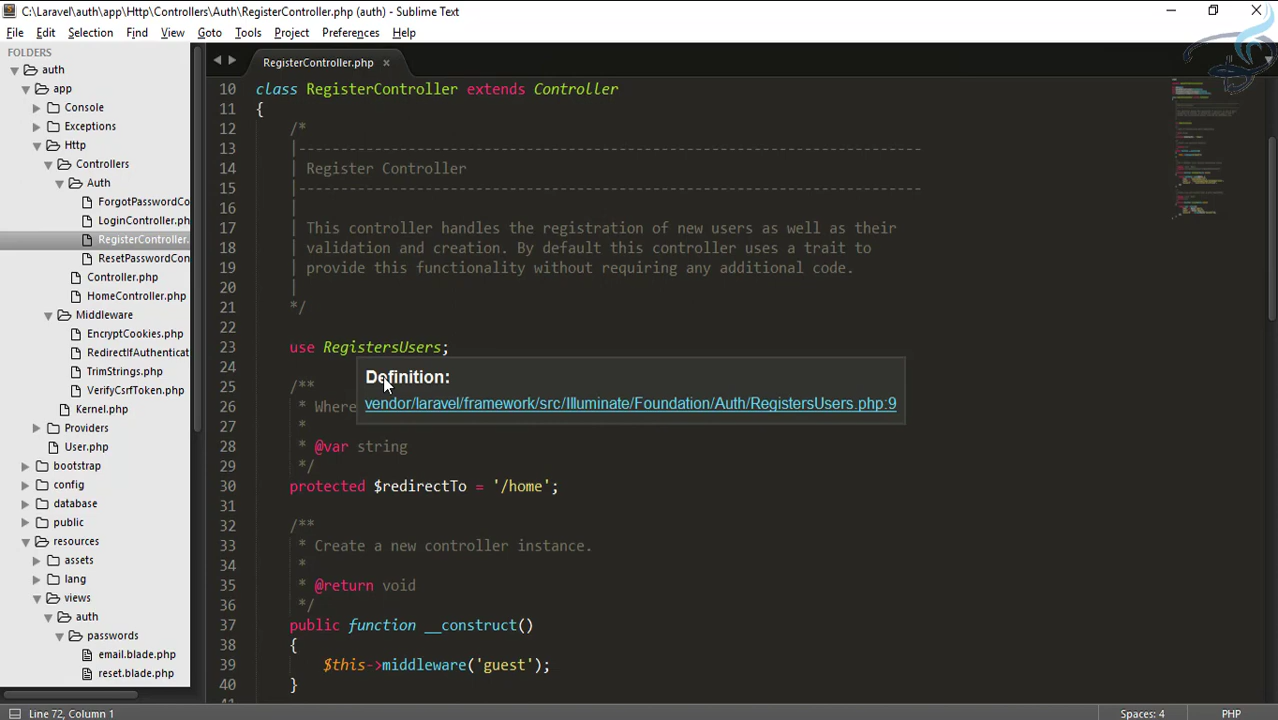 C:\Laravel\auth\app\Http\Controllers\Auth\RegisterController.php (auth) - Sublime Text
File Edit Selection Find View Goto Tools Project Preferences Help
FOLDERS
auth
app
Console
Exceptions
Http
Controllers
Auth
ForgotPasswordCo
LoginController.ph
RegisterController.
ResetPasswordCon
Controller.php
HomeController.php
Middleware
EncryptCookies.php
RedirectIfAuthenticat
TrimStrings.php
VerifyCsrfToken.php
Kernel.php
Providers
User.php
bootstrap
config
database
public
resources
assets
lang
views
auth
passwords
email.blade.php
reset.blade.php
RegisterController.php ×
10 class RegisterController extends Controller
11 {
12 /*
13 |--------------------------------------------------------------------------
14 | Register Controller
15 |--------------------------------------------------------------------------
16 |
17 | This controller handles the registration of new users as well as their
18 | validation and creation. By default this controller uses a trait to
19 | provide this functionality without requiring any additional code.
20 |
21 */
22
23 use RegistersUsers;
24
Definition:
vendor/laravel/framework/src/Illuminate/Foundation/Auth/RegistersUsers.php:9
25 /**
26 * Where
27 *
28 * @var string
29 */
30 protected $redirectTo = '/home';
31
32 /**
33 * Create a new controller instance.
34 *
35 * @return void
36 */
37 public function __construct()
38 {
39 $this->middleware('guest');
40 }
Line 72, Column 1
Spaces: 4
PHP